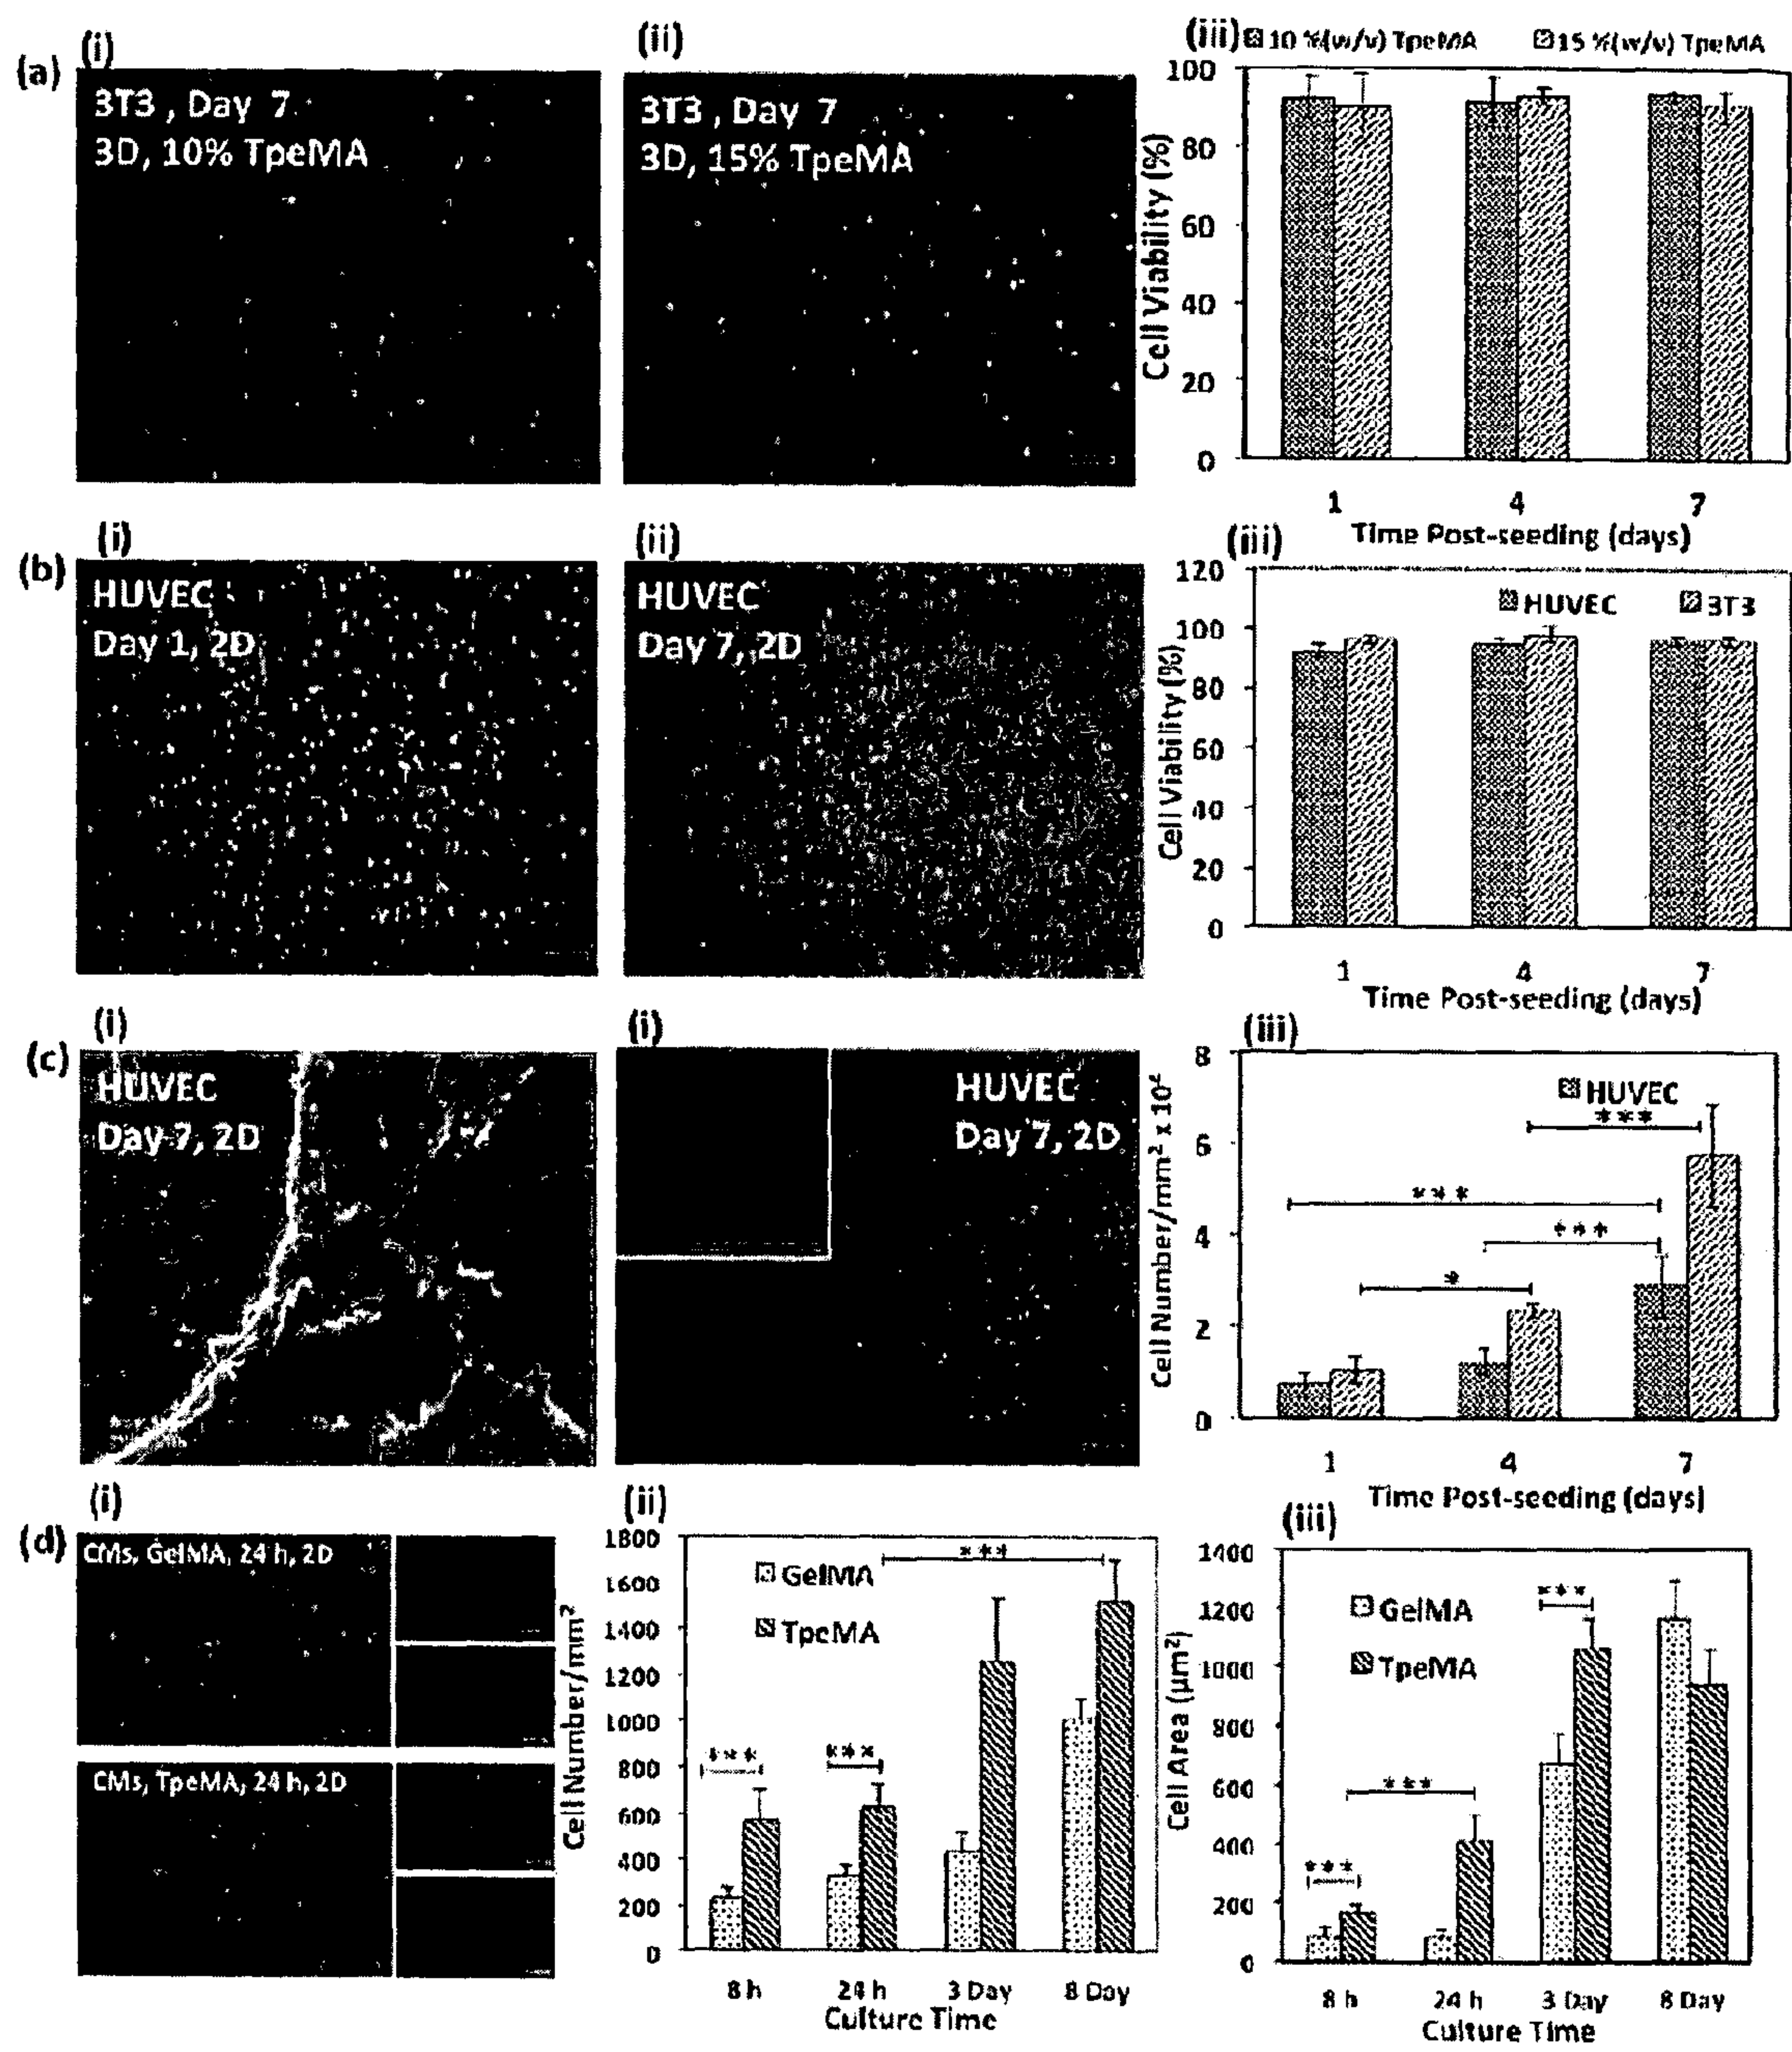 (a)
(i)
3T3 , Day 7
3D, 10% TpeMA
(ii)
3T3 , Day 7
3D, 15% TpeMA
(iii)
10 %(w/v) TpeMA
15 %(w/v) TpeMA
Cell Viability (%)
100
80
60
40
20
0
1 4 7
Time Post-seeding (days)
(b)
(i)
HUVEC
Day 1, 2D
(ii)
HUVEC
Day 7, 2D
(iii)
HUVEC
3T3
Cell Viability (%)
120
100
80
60
40
20
0
1 4 7
Time Post-seeding (days)
(c)
(i)
HUVEC
Day 7, 2D
(i)
HUVEC
Day 7, 2D
(iii)
HUVEC
Cell Number/mm² x 10²
8
6
4
2
0
***
***
***
*
1 4 7
Time Post-seeding (days)
(d)
(i)
CMs, GelMA, 24 h, 2D
CMs, TpeMA, 24 h, 2D
(ii)
GelMA
TpeMA
Cell Number/mm²
1800
1600
1400
1200
1000
800
600
400
200
0
***
***
***
8 h 24 h 3 Day 8 Day
Culture Time
(iii)
GelMA
TpeMA
Cell Area (µm²)
1400
1200
1000
800
600
400
200
0
***
***
***
8 h 24 h 3 Day 8 Day
Culture Time